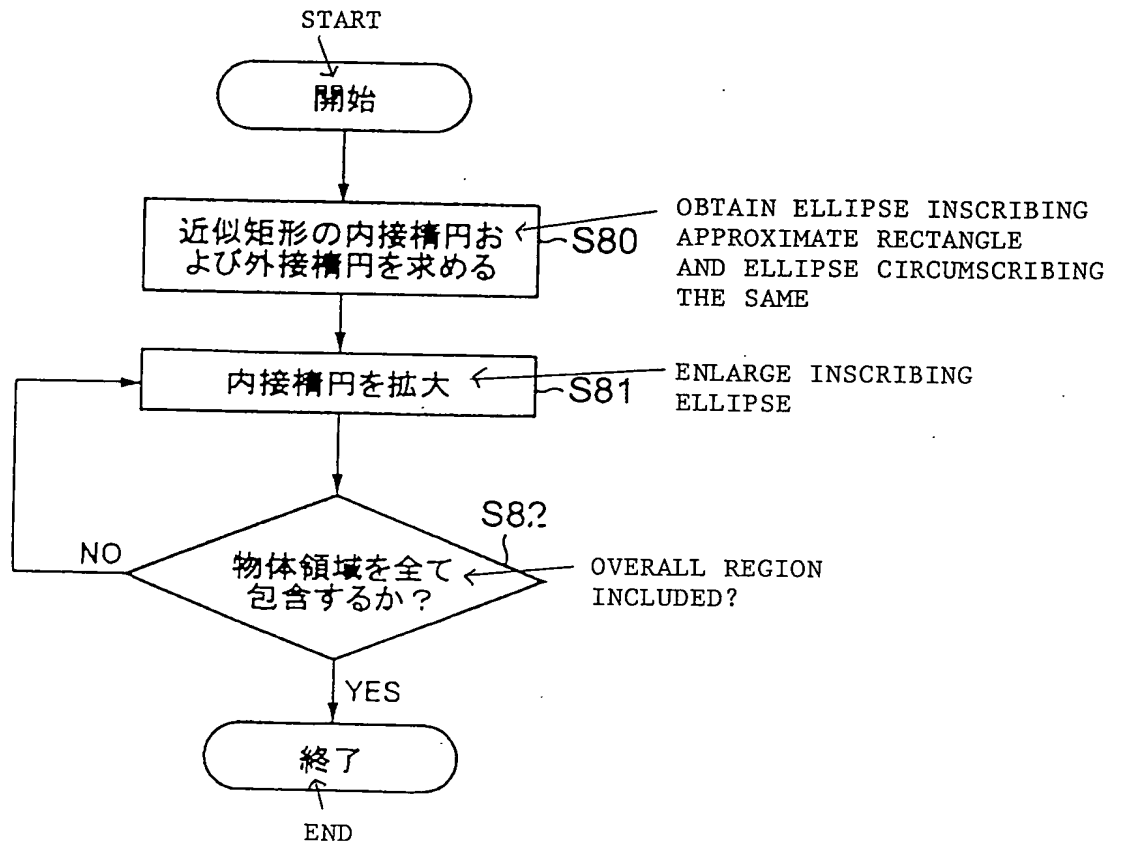 START
開始
近似矩形の内接楕円お
よび外接楕円を求める
S80
OBTAIN ELLIPSE INSCRIBING
APPROXIMATE RECTANGLE
AND ELLIPSE CIRCUMSCRIBING
THE SAME
内接楕円を拡大
S81
ENLARGE INSCRIBING
ELLIPSE
S82
NO
物体領域を全て
包含するか?
OVERALL REGION
INCLUDED?
YES
終了
END